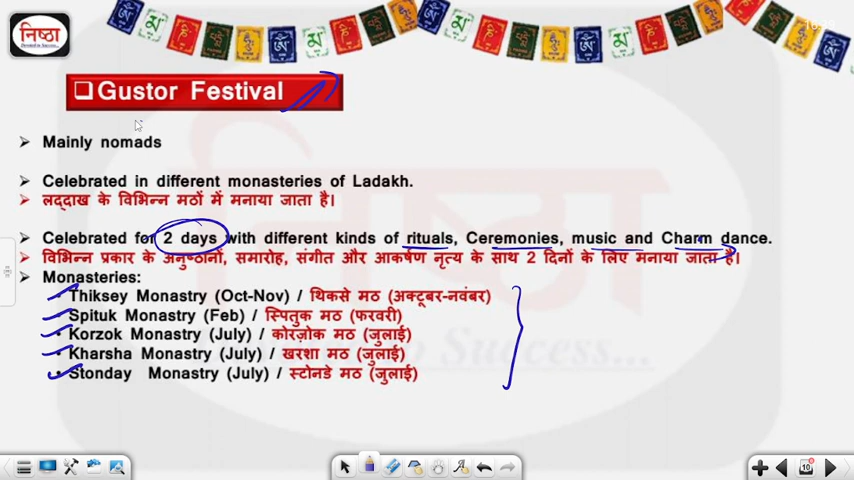 निष्ठा
❑Gustor Festival
➢ Mainly nomads
➢ Celebrated in different monasteries of Ladakh.
➢ लद्दाख के विभिन्न मठों में मनाया जाता है।
➢ Celebrated for 2 days with different kinds of rituals, Ceremonies, music and Charm dance.
➢ विभिन्न प्रकार के अनुष्ठानों, समारोह, संगीत और आकर्षण नृत्य के साथ 2 दिनों के लिए मनाया जाता है।
➢ Monasteries:
• Thiksey Monastry (Oct-Nov) / थिकसे मठ (अक्टूबर-नवंबर)
• Spituk Monastry (Feb) / स्पितुक मठ (फरवरी)
• Korzok Monastry (July) / कोरज़ोक मठ (जुलाई)
• Kharsha Monastry (July) / खरशा मठ (जुलाई)
• Stonday Monastry (July) / स्टोनडे मठ (जुलाई)
10